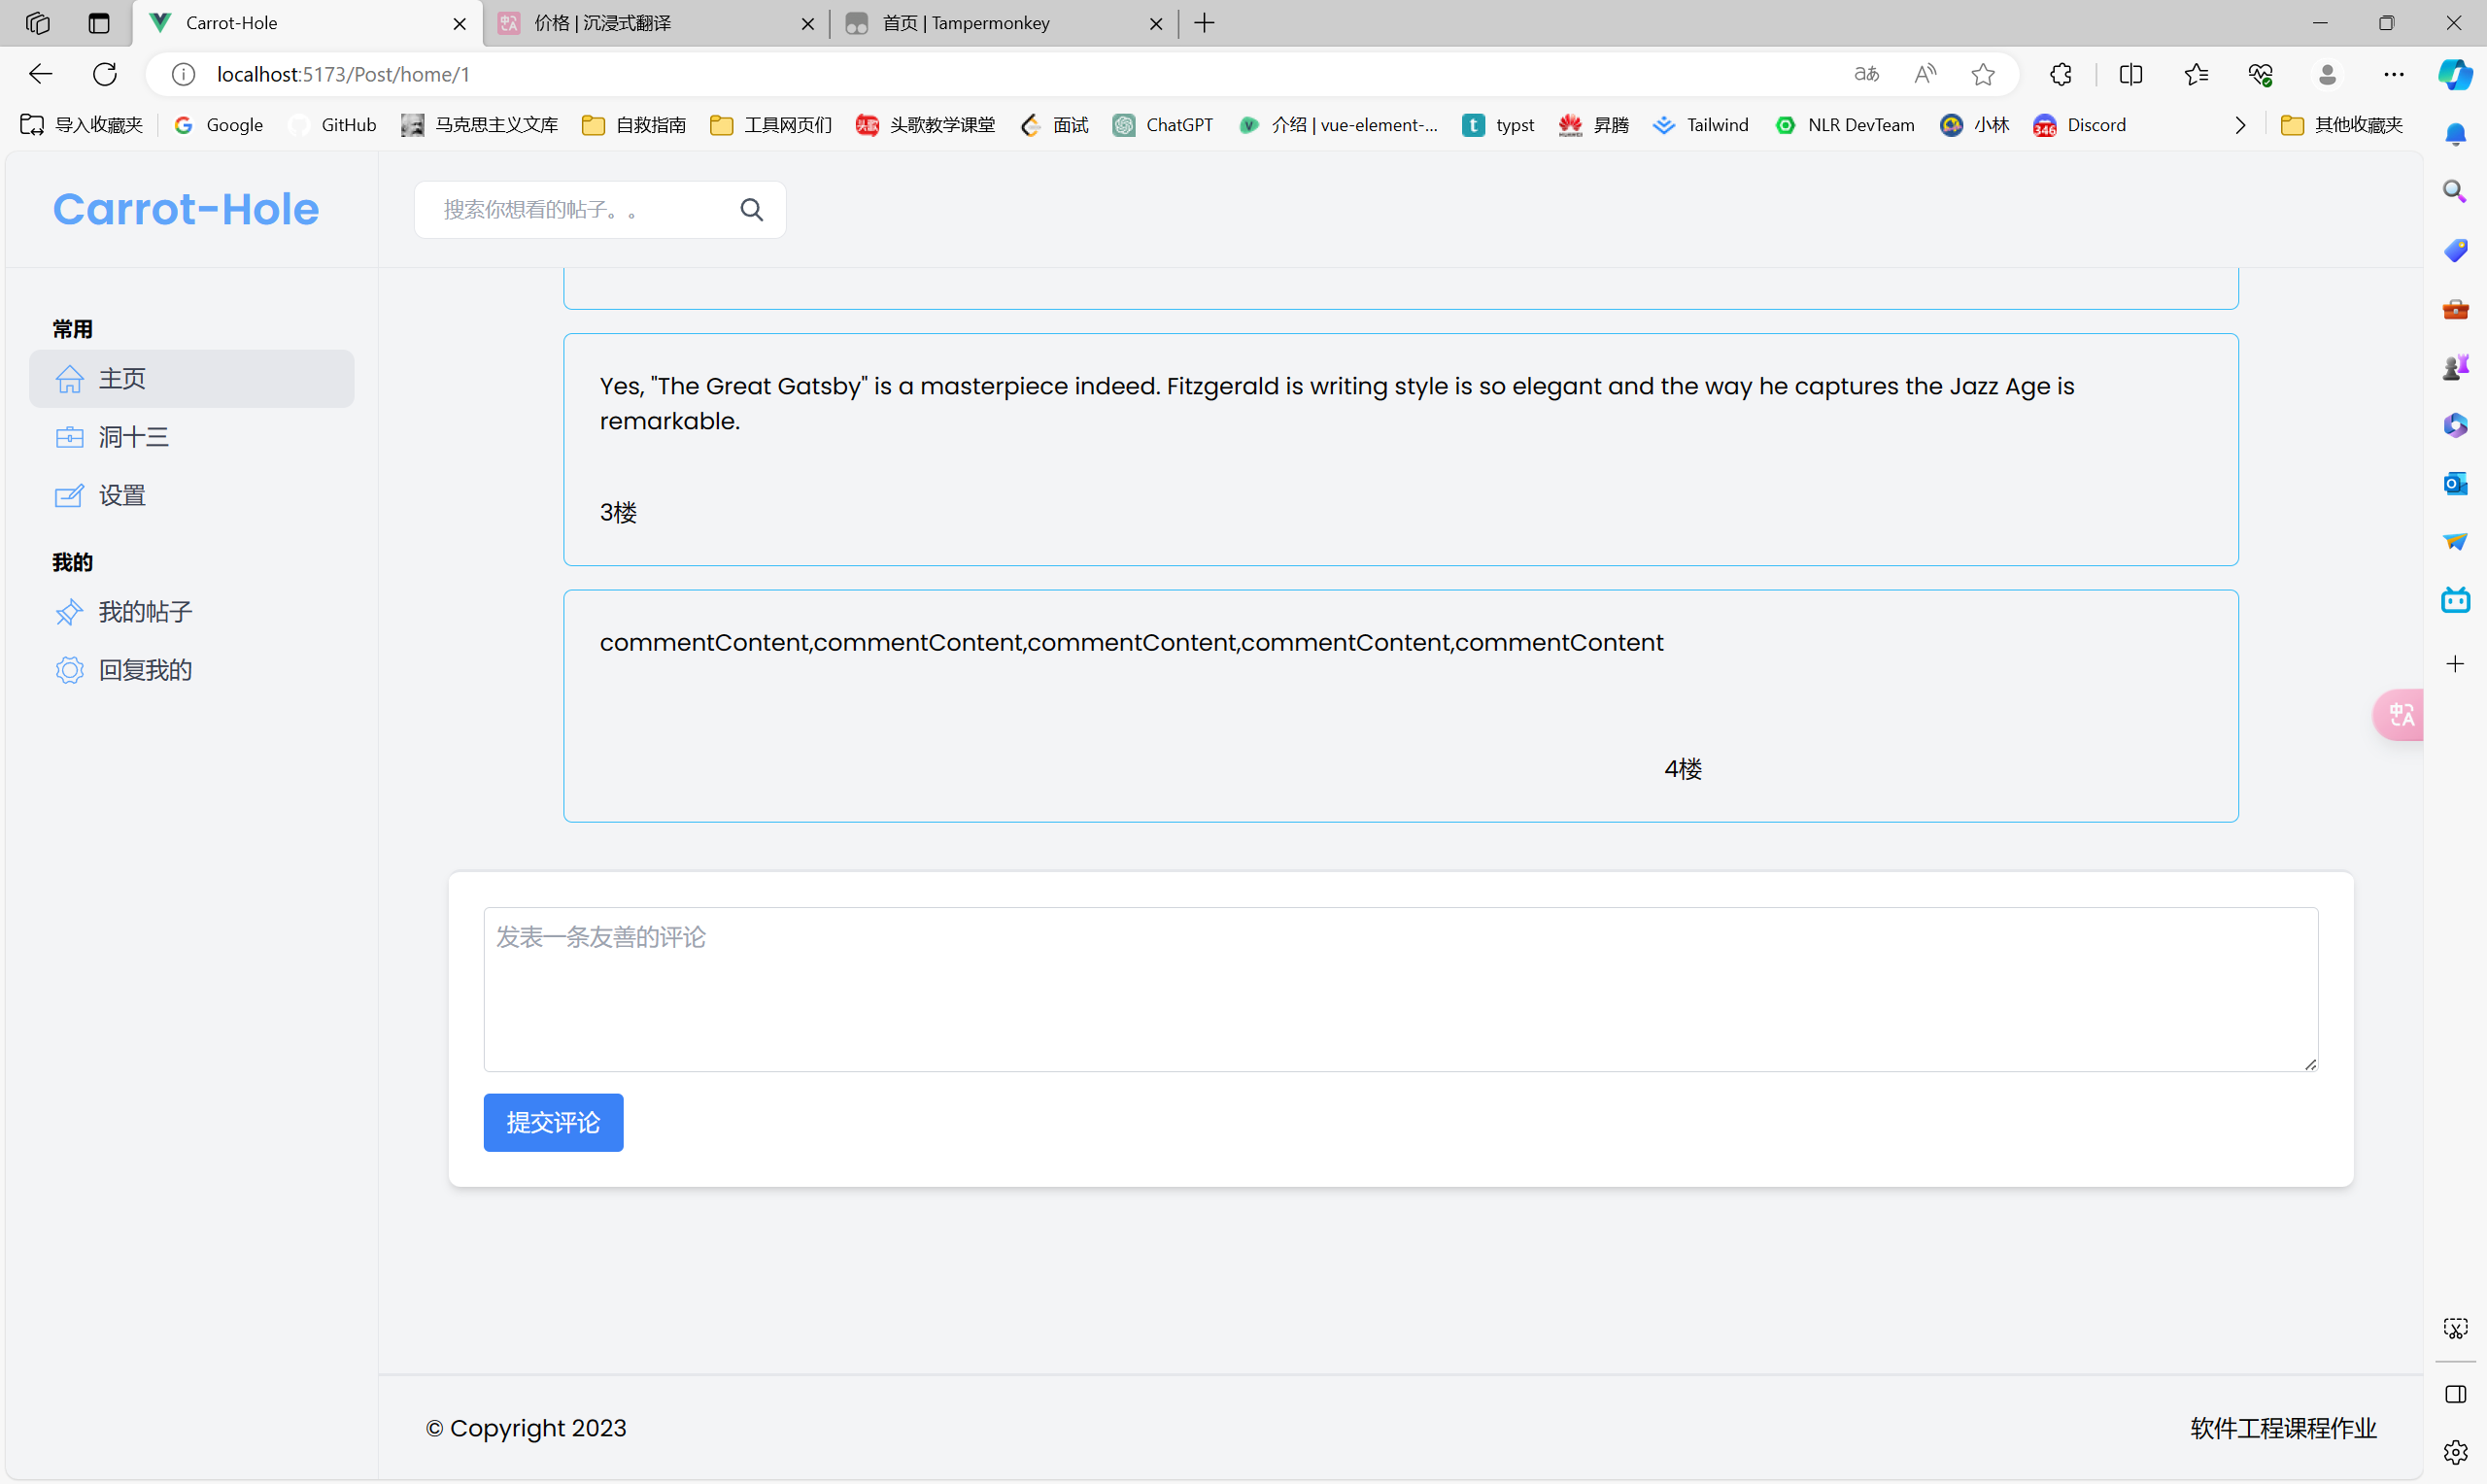 Carrot-Hole
价格 | 沉浸式翻译
首页 | Tampermonkey
localhost:5173/Post/home/1
导入收藏夹
Google
GitHub
马克思主义文库
自救指南
工具网页们
头歌教学课堂
面试
ChatGPT
介绍 | vue-element-...
typst
昇腾
Tailwind
NLR DevTeam
小林
Discord
其他收藏夹
Carrot-Hole
搜索你想看的帖子。。
常用
主页
洞十三
设置
我的
我的帖子
回复我的
Yes, "The Great Gatsby" is a masterpiece indeed. Fitzgerald is writing style is so elegant and the way he captures the Jazz Age is
remarkable.
3楼
commentContent,commentContent,commentContent,commentContent,commentContent
4楼
发表一条友善的评论
提交评论
© Copyright 2023
软件工程课程作业